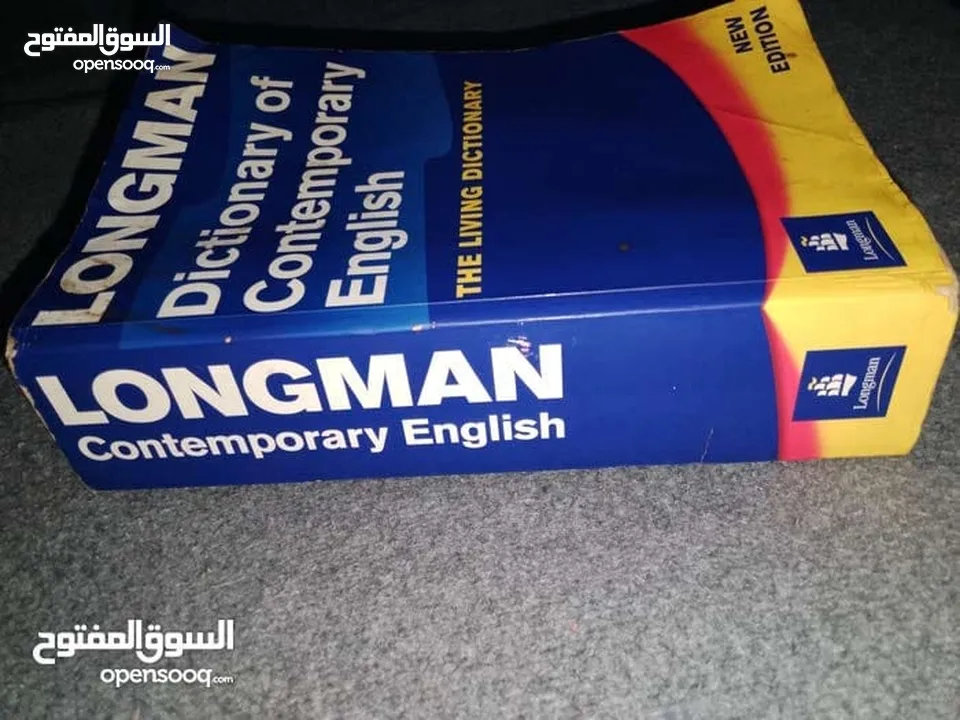 السوق المفتوح
opensooq.com
LONGMAN
Dictionary of
Contemporary
English
THE LIVING DICTIONARY
NEW
EDITION
Longman
LONGMAN
Contemporary English
Longman
السوق المفتوح
opensooq.com